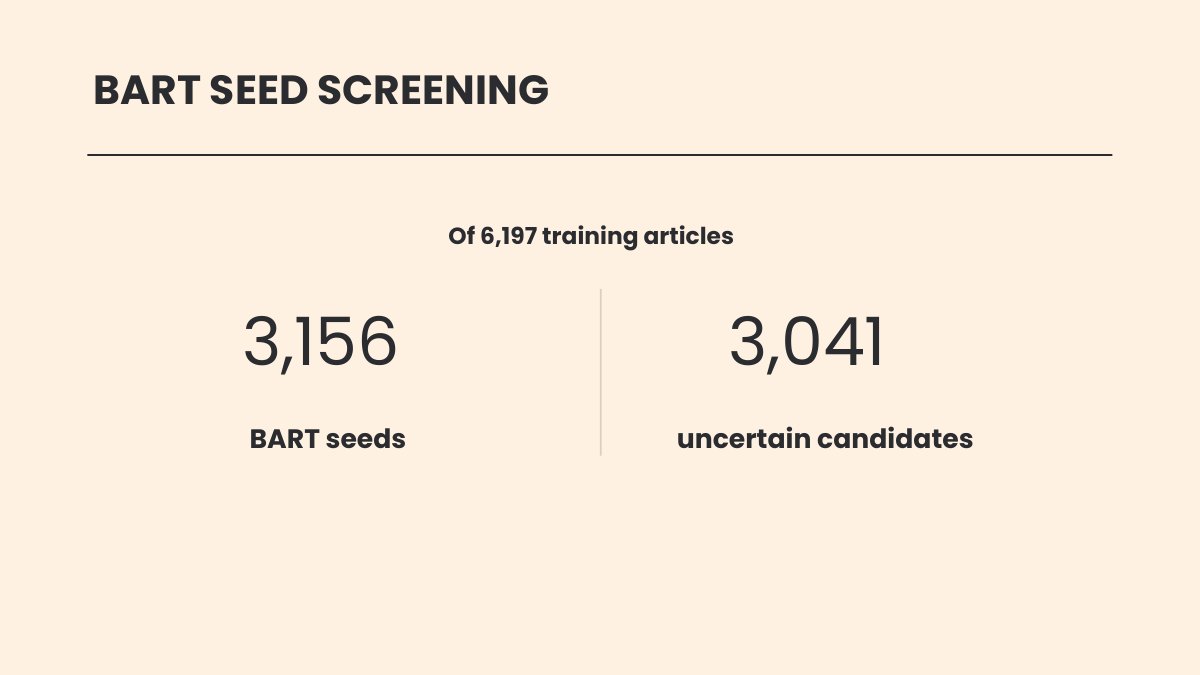 BART SEED SCREENING
Of 6,197 training articles
3,156
BART seeds
3,041
uncertain candidates